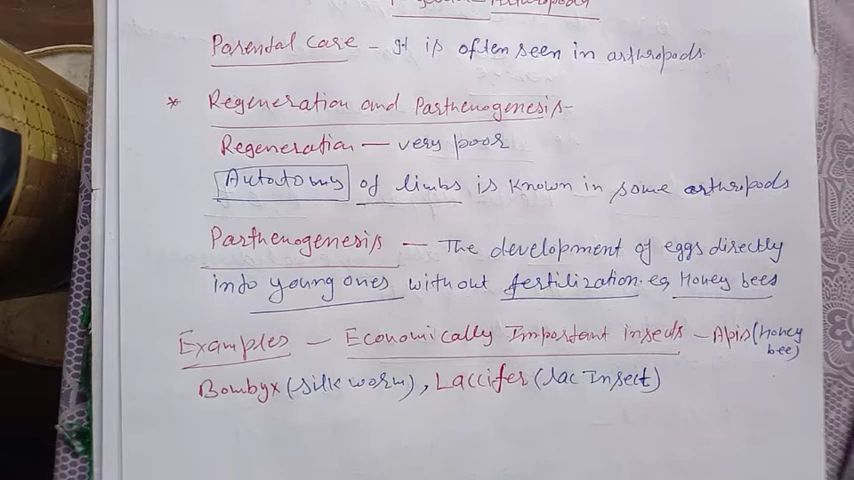 Arthropods
Parental Care - It is often seen in arthropods.
* Regeneration and Parthenogenesis-
Regeneration — very poor
Autotomy of limbs is known in some arthropods
Parthenogenesis — The development of eggs directly
into young ones without fertilization. eg Honey bees
Examples - Economically Important insects - Apis (honey
bee)
Bombyx (silk worm), Laccifer (lac Insect)